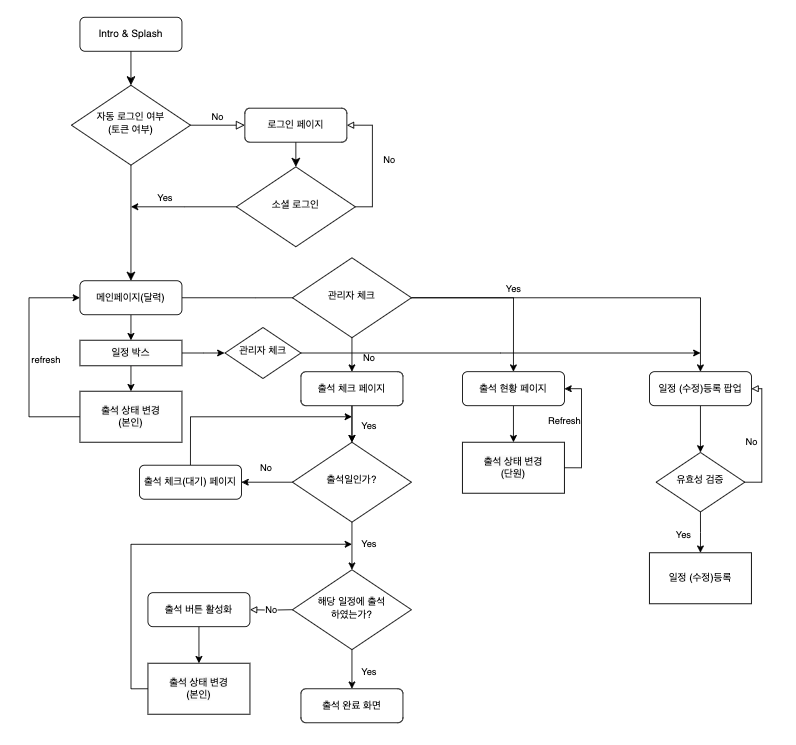 Intro & Splash
자동 로그인 여부
(토큰 여부)
No
로그인 페이지
No
Yes
소셜 로그인
메인페이지(달력)
관리자 체크
Yes
일정 박스
관리자 체크
refresh
No
출석 체크 페이지
출석 현황 페이지
일정 (수정)등록 팝업
출석 상태 변경
(본인)
Yes
Refresh
No
출석 체크(대기) 페이지
No
출석일인가?
출석 상태 변경
(단원)
유효성 검증
Yes
Yes
일정 (수정)등록
출석 버튼 활성화
No
해당 일정에 출석
하였는가?
Yes
출석 상태 변경
(본인)
출석 완료 화면